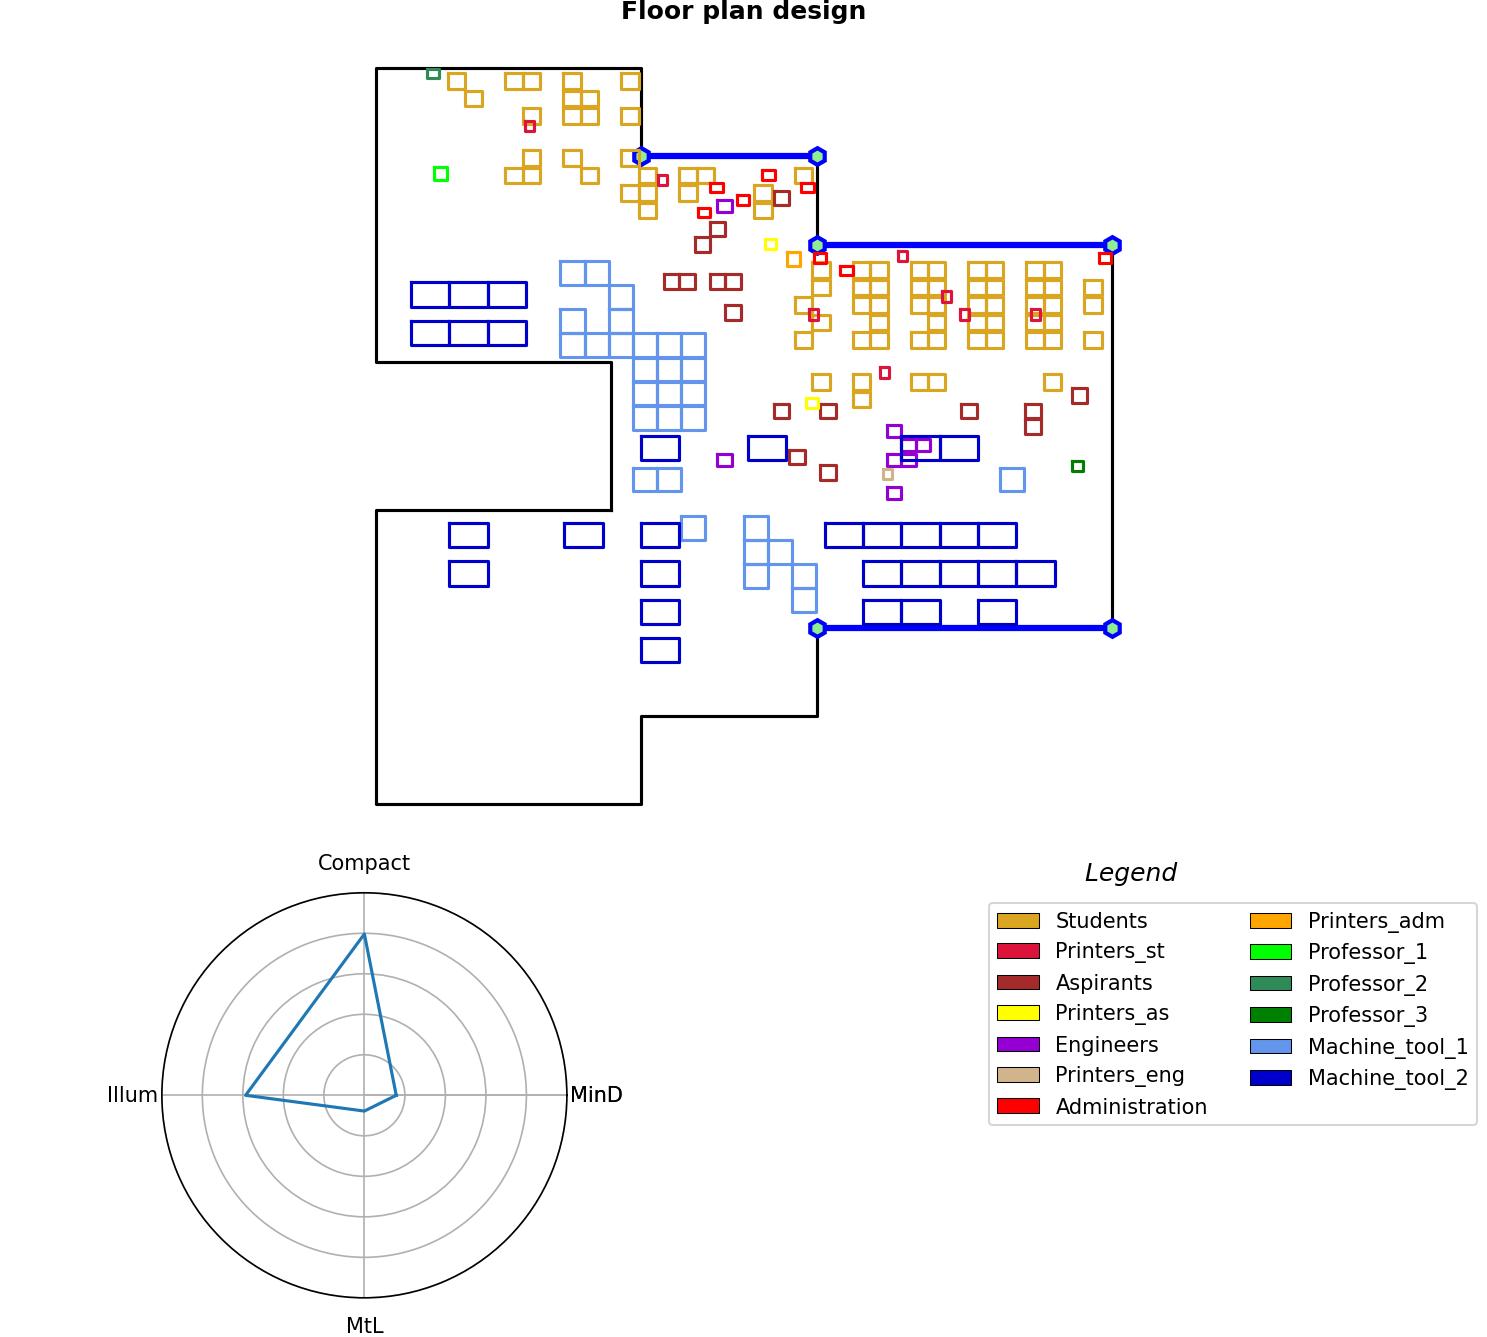 Floor plan design
Compact
Illum
MinD
MtL
Legend
Students
Printers_st
Aspirants
Printers_as
Engineers
Printers_eng
Administration
Printers_adm
Professor_1
Professor_2
Professor_3
Machine_tool_1
Machine_tool_2